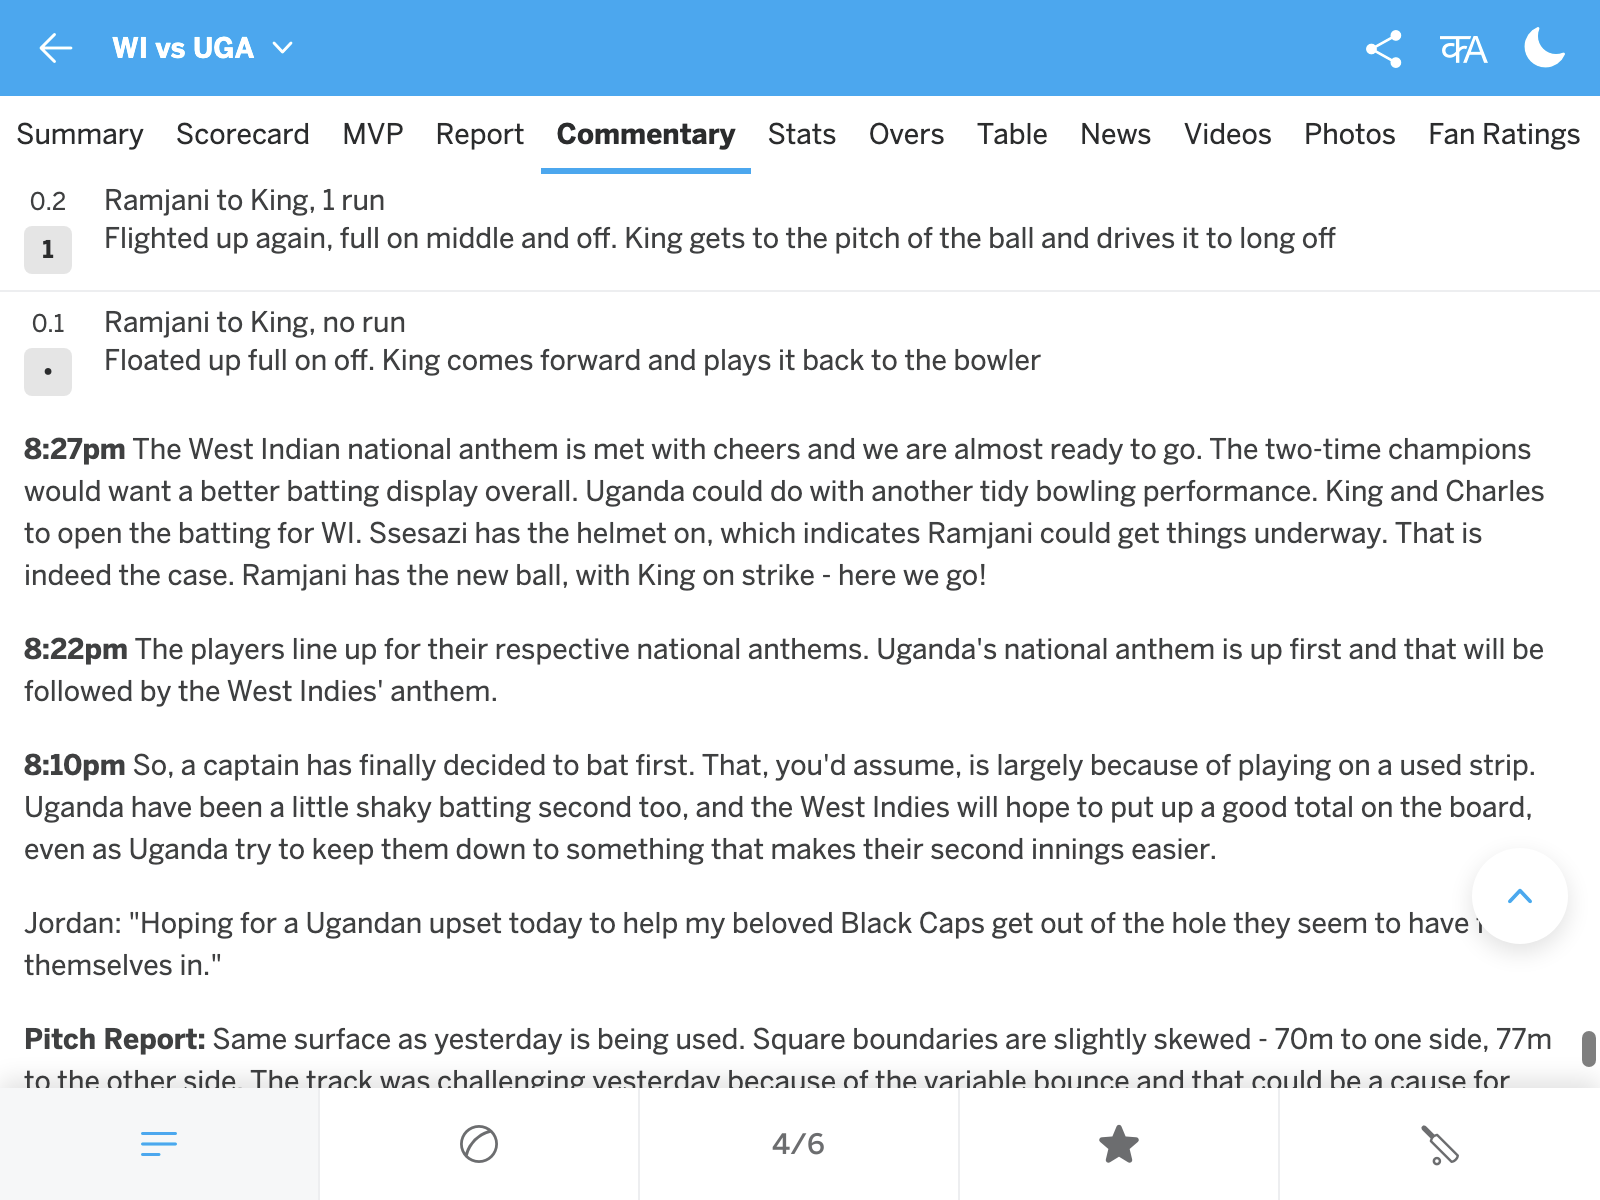 WI vs UGA
Summary Scorecard MVP Report Commentary Stats Overs Table News Videos Photos Fan Ratings
0.2 Ramjani to King, 1 run
1 Flighted up again, full on middle and off. King gets to the pitch of the ball and drives it to long off
0.1 Ramjani to King, no run
• Floated up full on off. King comes forward and plays it back to the bowler
8:27pm The West Indian national anthem is met with cheers and we are almost ready to go. The two-time champions
would want a better batting display overall. Uganda could do with another tidy bowling performance. King and Charles
to open the batting for WI. Ssesazi has the helmet on, which indicates Ramjani could get things underway. That is
indeed the case. Ramjani has the new ball, with King on strike - here we go!
8:22pm The players line up for their respective national anthems. Uganda's national anthem is up first and that will be
followed by the West Indies' anthem.
8:10pm So, a captain has finally decided to bat first. That, you'd assume, is largely because of playing on a used strip.
Uganda have been a little shaky batting second too, and the West Indies will hope to put up a good total on the board,
even as Uganda try to keep them down to something that makes their second innings easier.
Jordan: "Hoping for a Ugandan upset today to help my beloved Black Caps get out of the hole they seem to have
themselves in."
Pitch Report: Same surface as yesterday is being used. Square boundaries are slightly skewed - 70m to one side, 77m
to the other side. The track was challenging yesterday because of the variable bounce and that could be a cause for
4/6